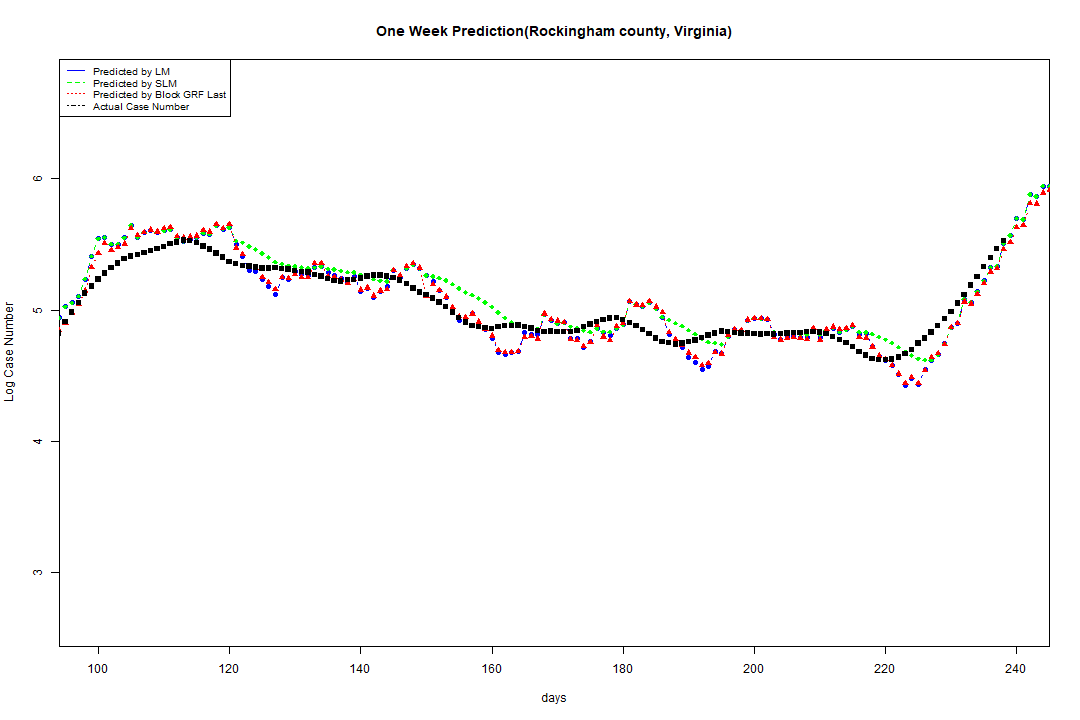 One Week Prediction(Rockingham county, Virginia)
Predicted by LM
Predicted by SLM
Predicted by Block GRF Last
Actual Case Number
6
5
4
3
Log Case Number
100 120 140 160 180 200 220 240
days